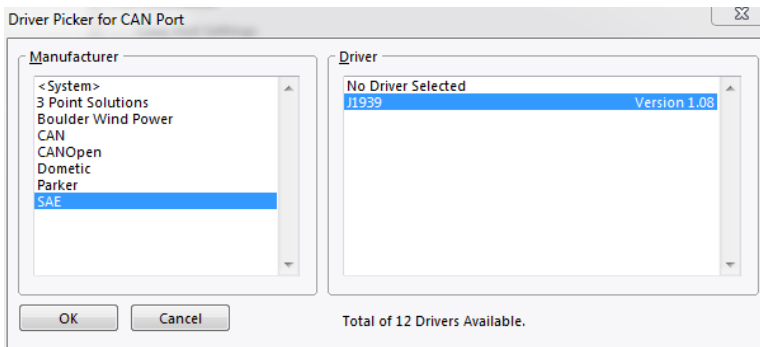 Driver Picker for CAN Port
Manufacturer
<System>
3 Point Solutions
Boulder Wind Power
CAN
CANOpen
Dometic
Parker
SAE
Driver
No Driver Selected
J1939 Version 1.08
OK Cancel
Total of 12 Drivers Available.